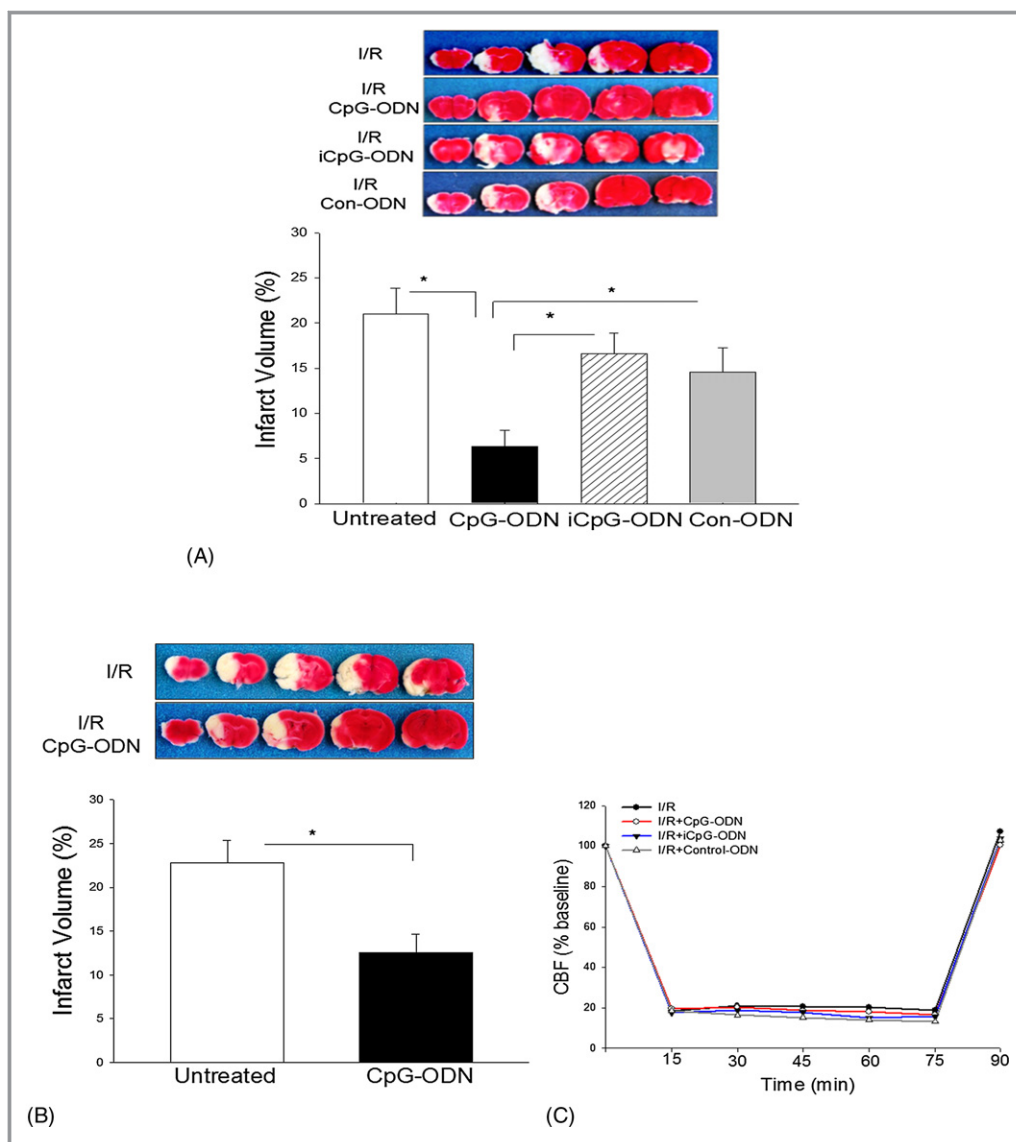 I/R
I/R
CpG-ODN
I/R
iCpG-ODN
I/R
Con-ODN
Infarct Volume (%)
30
25
20
15
10
5
0
*
*
*
Untreated CpG-ODN iCpG-ODN Con-ODN
(A)
I/R
I/R
CpG-ODN
Infarct Volume (%)
30
25
20
15
10
5
0
*
Untreated CpG-ODN
(B)
I/R
I/R+CpG-ODN
I/R+iCpG-ODN
I/R+Control-ODN
CBF (% baseline)
120
100
80
60
40
20
0
15 30 45 60 75 90
Time (min)
(C)